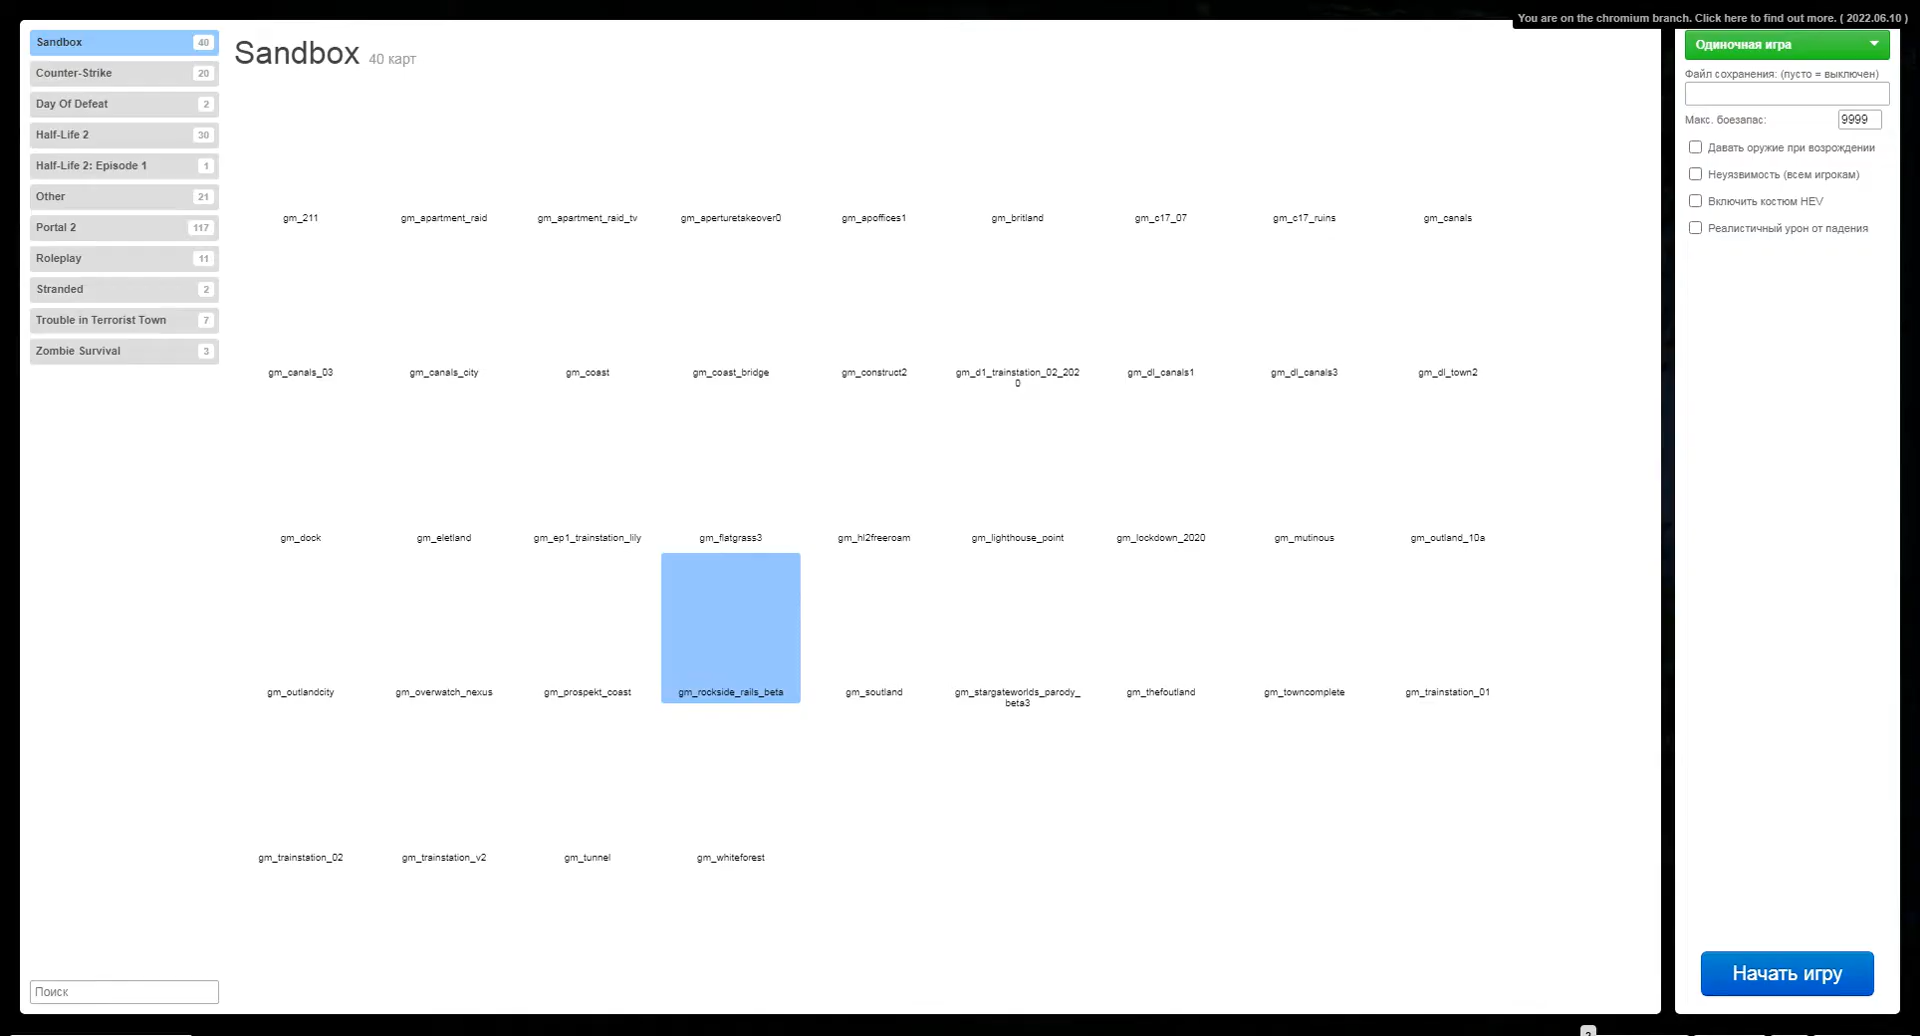 You are on the chromium branch. Click here to find out more. ( 2022.06.10 )
Sandbox 40
Counter-Strike 20
Day Of Defeat 2
Half-Life 2 30
Half-Life 2: Episode 1 1
Other 21
Portal 2 117
Roleplay 11
Stranded 2
Trouble in Terrorist Town 7
Zombie Survival 3
Поиск
Sandbox 40 карт
gm_211 gm_apartment_raid gm_apartment_raid_tv gm_aperturetakeover0 gm_apoffices1 gm_britland gm_c17_07 gm_c17_ruins gm_canals
gm_canals_03 gm_canals_city gm_coast gm_coast_bridge gm_construct2 gm_d1_trainstation_02_202 gm_dl_canals1 gm_dl_canals3 gm_dl_town2
0
gm_dock gm_eletland gm_ep1_trainstation_lily gm_flatgrass3 gm_hl2freeroam gm_lighthouse_point gm_lockdown_2020 gm_mutinous gm_outland_10a
gm_outlandcity gm_overwatch_nexus gm_prospekt_coast gm_rockside_rails_beta gm_soutland gm_stargateworlds_parody_ gm_thefoutland gm_towncomplete gm_trainstation_01
beta3
gm_trainstation_02 gm_trainstation_v2 gm_tunnel gm_whiteforest
Одиночная игра
Файл сохранения: (пусто = выключен)
Макс. боезапас: 9999
Давать оружие при возрождении
Неуязвимость (всем игрокам)
Включить костюм HEV
Реалистичный урон от падения
Начать игру